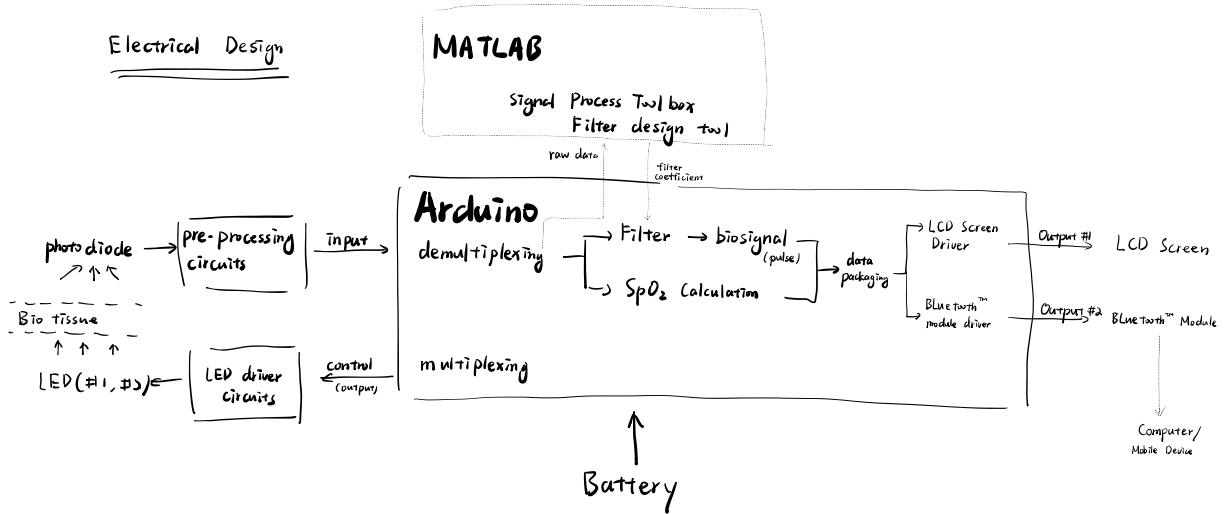 Electrical Design
MATLAB
Signal Process Toolbox
Filter design tool
raw data
filter
coefficient
Arduino
photodiode
pre-processing
circuits
input
demultiplexing
Filter
biosignal
(pulse)
SpO₂ Calculation
data
packaging
LCD Screen
Driver
BLuetooth™
module driver
Output #1
LCD Screen
Output #2
BLuetooth™ Module
Bio tissue
LED(#1, #2)
LED driver
circuits
control
(output)
multiplexing
Battery
Computer/
Mobile Device